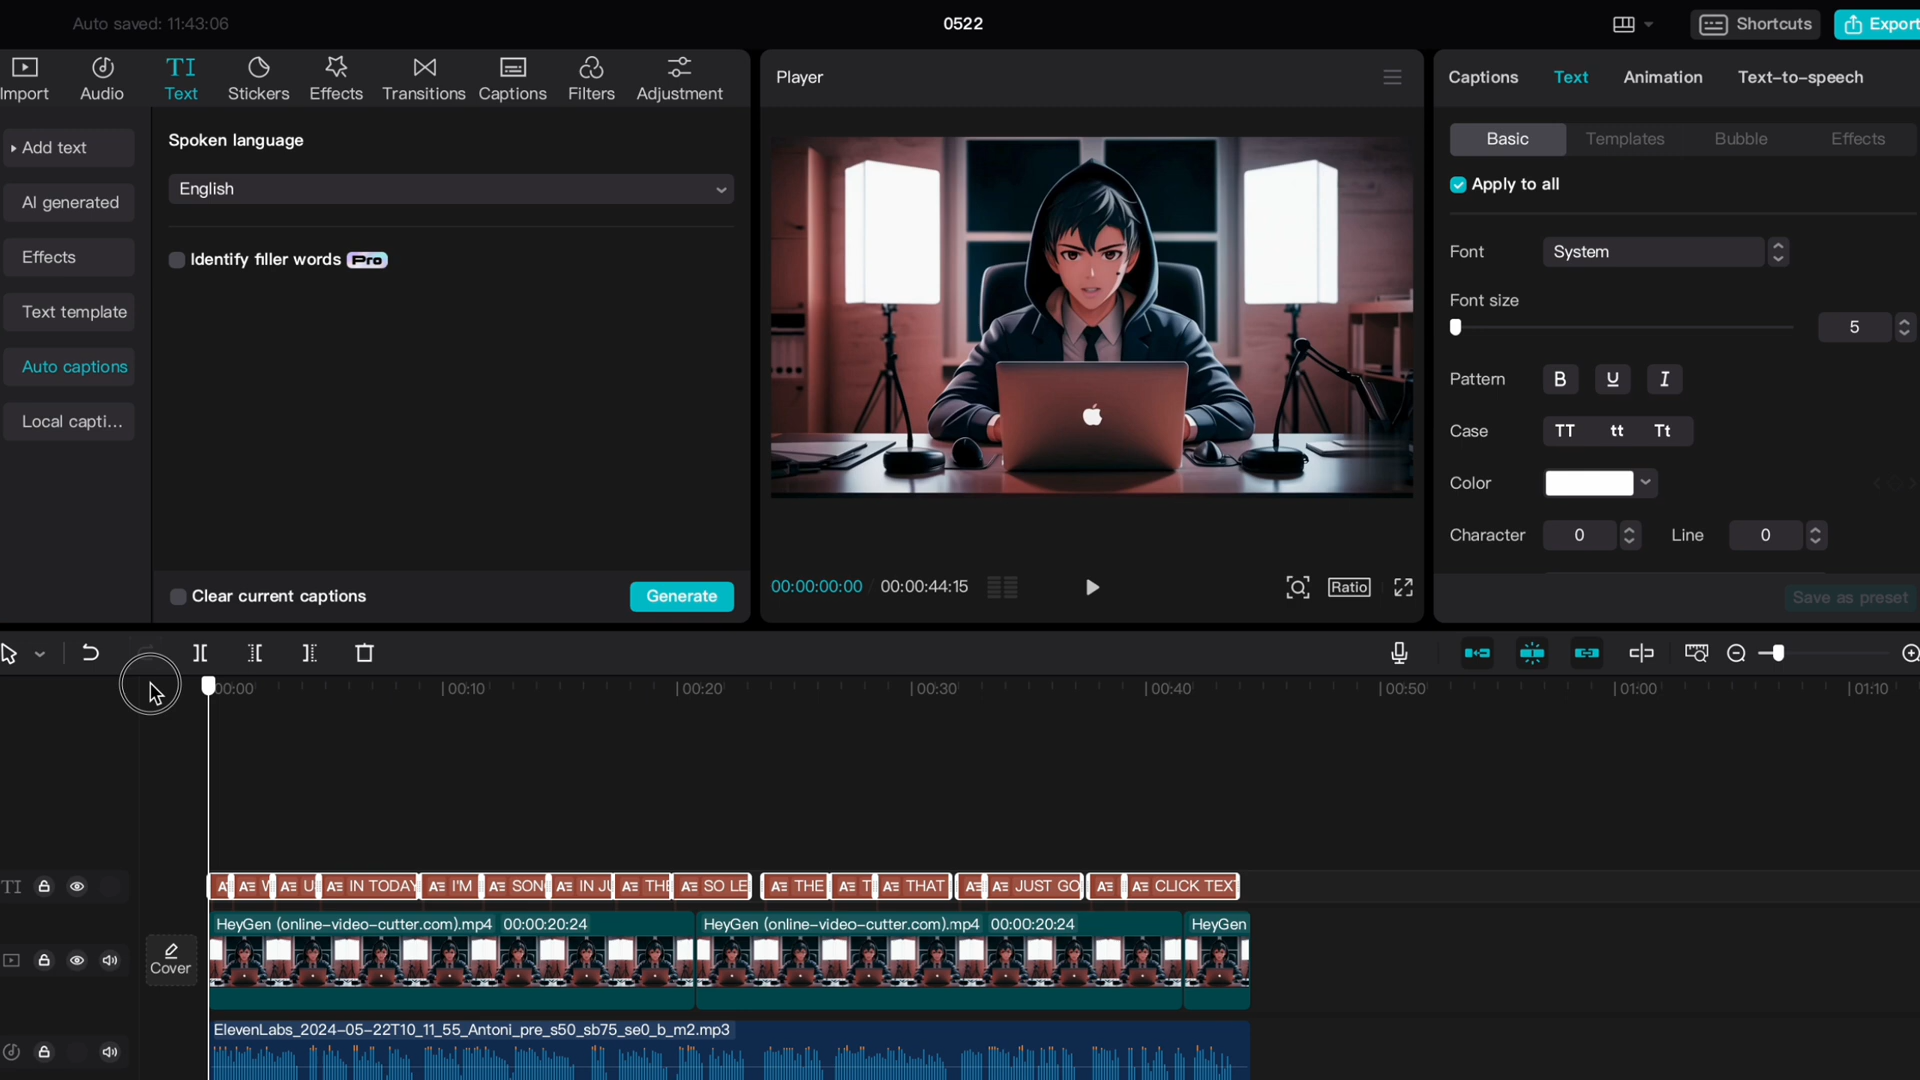 Auto saved: 11:43:06
0522
Shortcuts
Export
Import
Audio
TI
Text
Stickers
Effects
Transitions
Captions
Filters
Adjustment
Add text
AI generated
Effects
Text template
Auto captions
Local capti...
Spoken language
English
Identify filler words Pro
Clear current captions
Generate
Player
00:00:00:00 / 00:00:44:15
Ratio
Captions
Text
Animation
Text-to-speech
Basic
Templates
Bubble
Effects
Apply to all
Font
System
Font size
5
Pattern
B
U
I
Case
TT
tt
Tt
Color
Character
0
Line
0
Save as preset
00:00
00:10
00:20
00:30
00:40
00:50
01:00
01:10
TI
IN TODAY
I'M
SON
IN JU
THE
SO LE
THE
T
THAT
JUST GO
CLICK TEXT
HeyGen (online-video-cutter.com).mp4 00:00:20:24
HeyGen (online-video-cutter.com).mp4 00:00:20:24
HeyGen
Cover
ElevenLabs_2024-05-22T10_11_55_Antoni_pre_s50_sb75_se0_b_m2.mp3